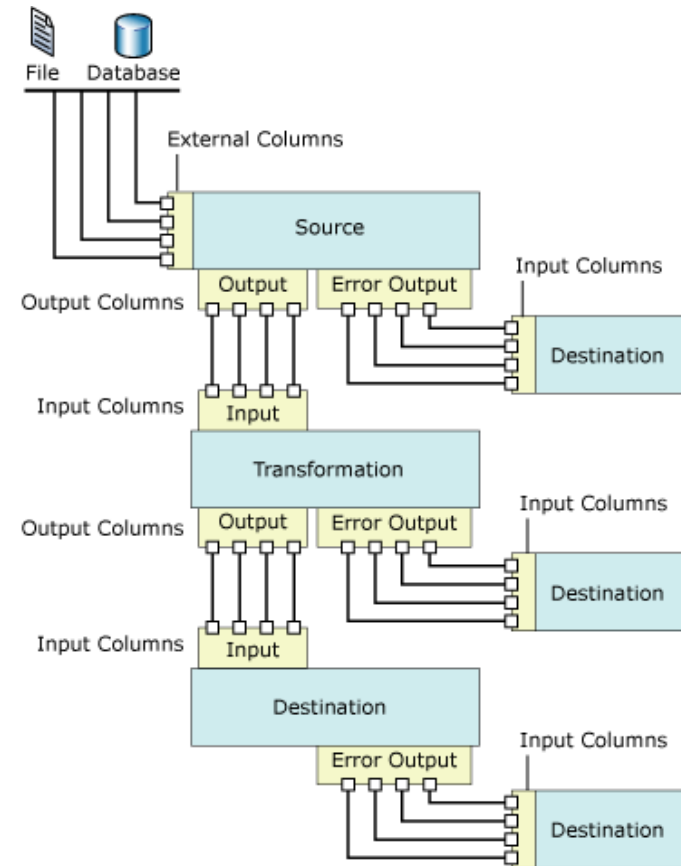 File
Database
External Columns
Source
Output
Error Output
Input Columns
Output Columns
Destination
Input Columns
Input
Transformation
Input Columns
Output
Error Output
Output Columns
Destination
Input Columns
Input
Destination
Input Columns
Error Output
Destination